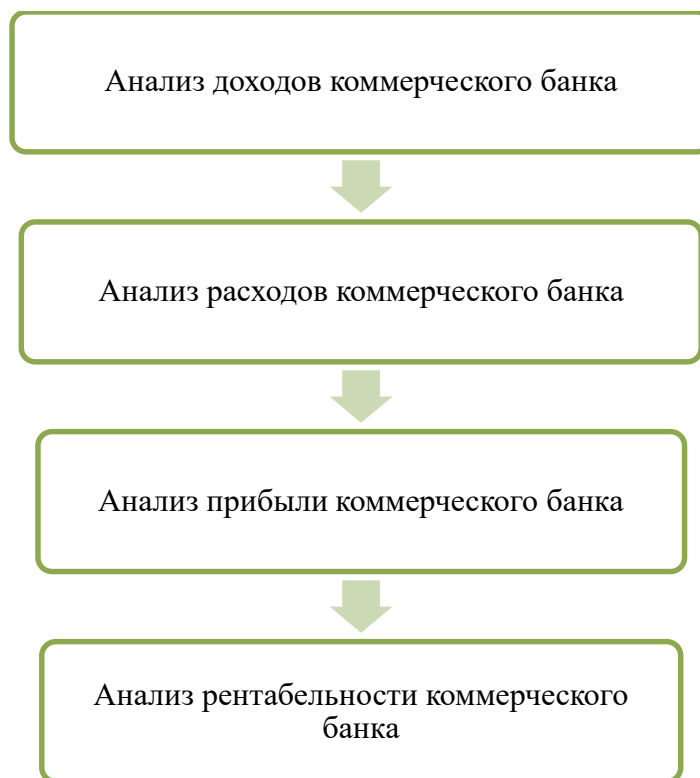 Анализ доходов коммерческого банка
Анализ расходов коммерческого банка
Анализ прибыли коммерческого банка
Анализ рентабельности коммерческого
банка